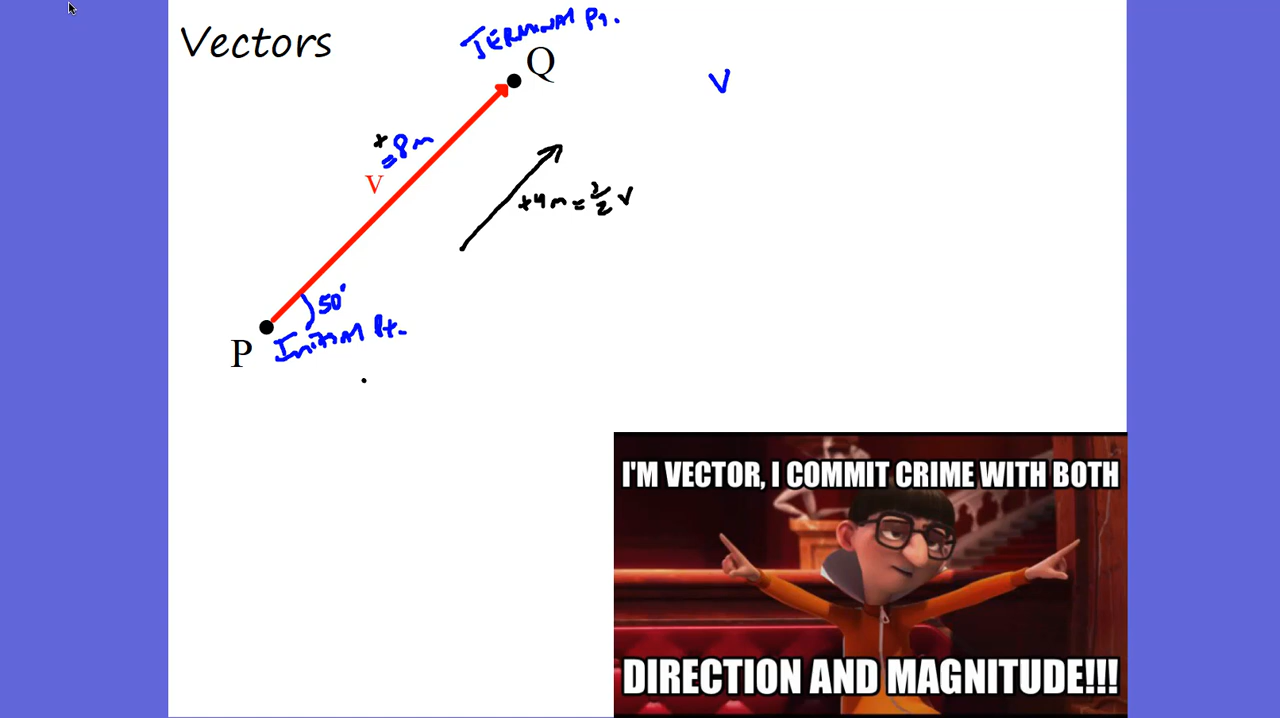 Vectors
TERMINAL Pt.
Q
V
+
=8m
V
+4m=½ V
50°
Initial Pt.
P
I'M VECTOR, I COMMIT CRIME WITH BOTH
DIRECTION AND MAGNITUDE!!!